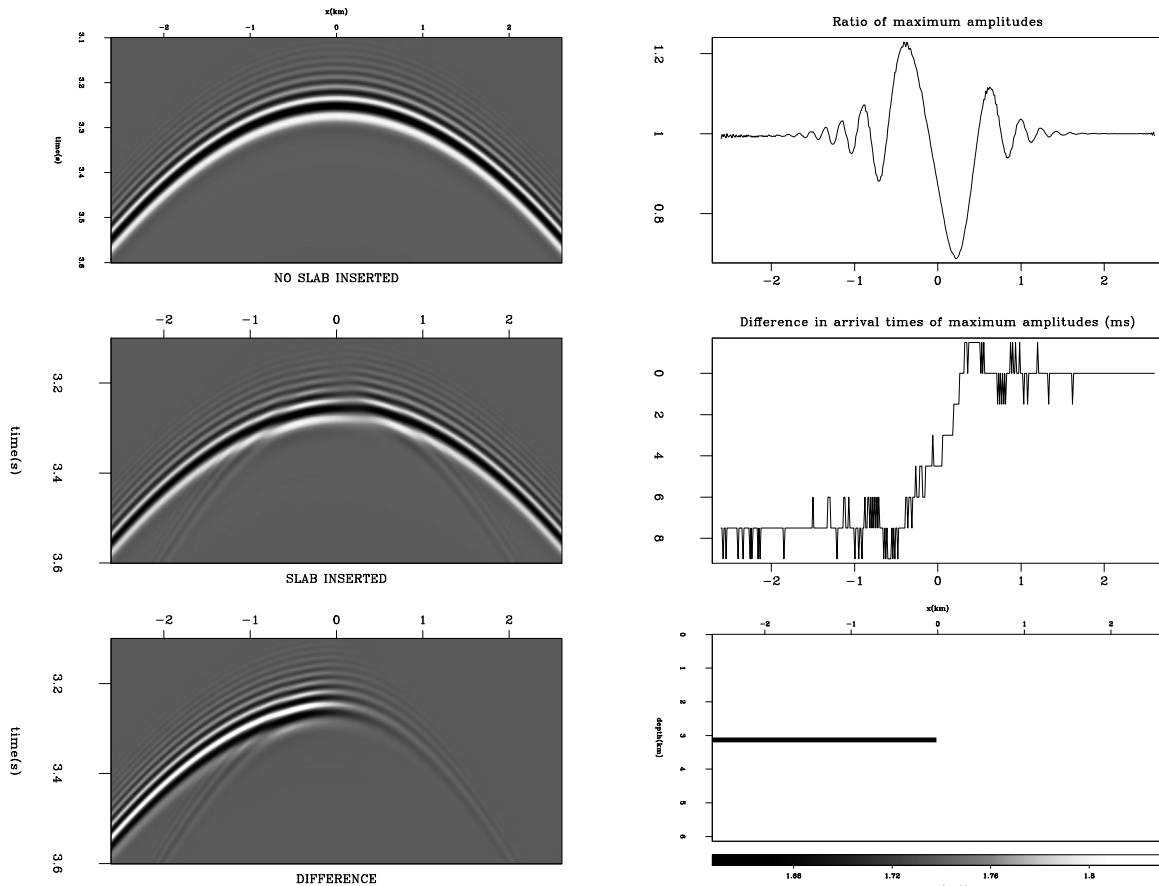 x(km)
-2 -1 0 1 2
3.1 3.2 3.3 3.4 3.5 3.6
time(s)
NO SLAB INSERTED
Ratio of maximum amplitudes
1.2 1 0.8
-2 -1 0 1 2
-2 -1 0 1 2
3.2 3.4 3.6
time(s)
SLAB INSERTED
Difference in arrival times of maximum amplitudes (ms)
0 2 4 6 8
-2 -1 0 1 2
-2 -1 0 1 2
3.2 3.4 3.6
time(s)
DIFFERENCE
x(km)
-2 -1 0 1 2
0 1 2 3 4 5 6
depth(km)
1.68 1.72 1.76 1.8